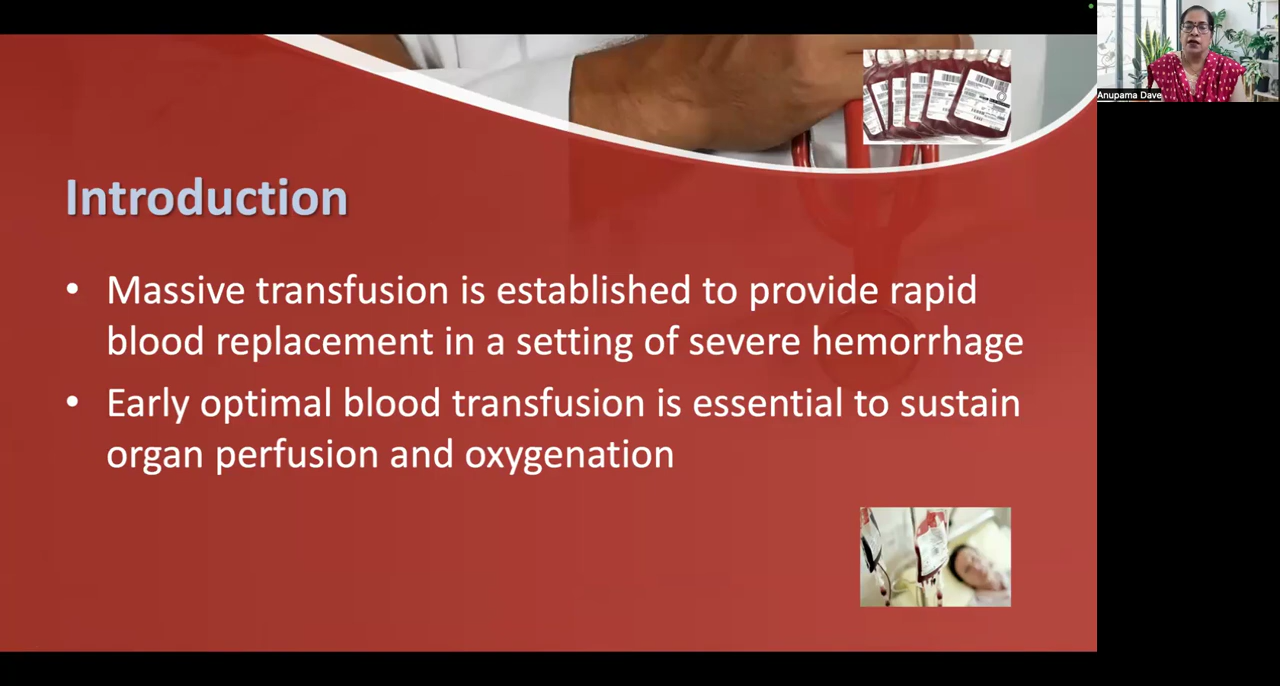 Anupama Dave
Introduction
• Massive transfusion is established to provide rapid
blood replacement in a setting of severe hemorrhage
• Early optimal blood transfusion is essential to sustain
organ perfusion and oxygenation